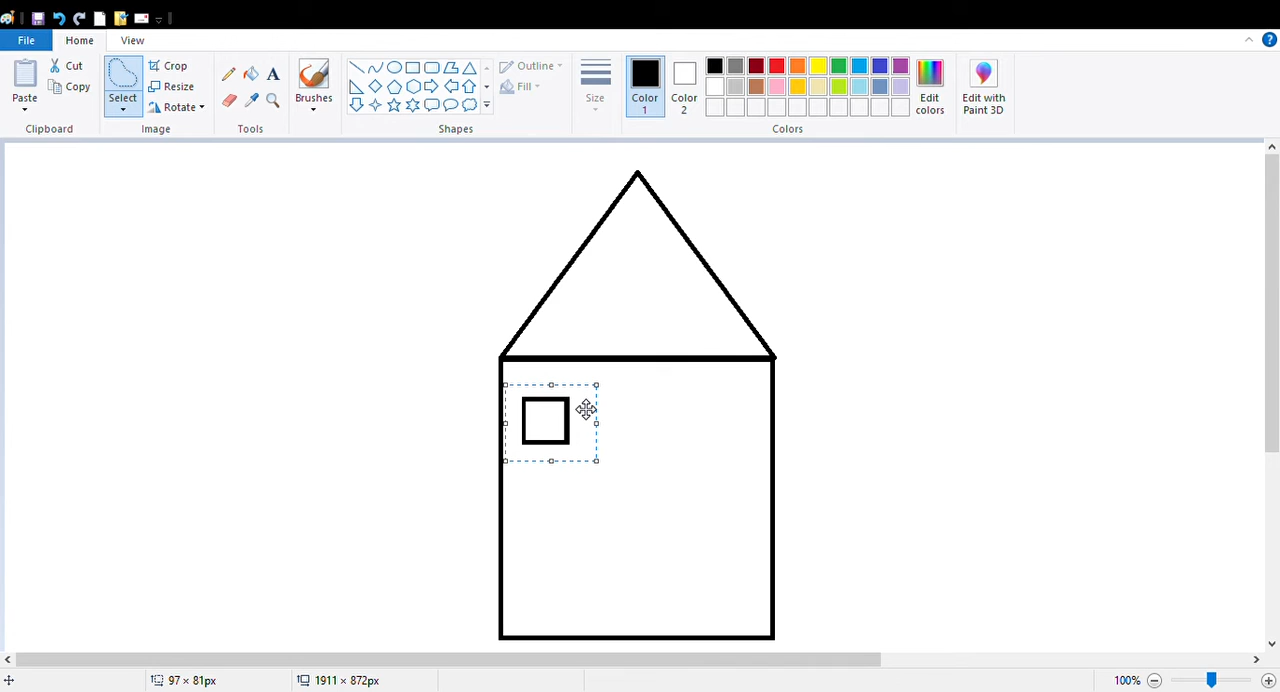 File Home View
Paste Cut Copy
Select Crop Resize Rotate
Brushes
Outline
Fill
Size
Color 1
Color 2
Edit colors
Edit with Paint 3D
Clipboard Image Tools Shapes Colors
97 × 81px 1911 × 872px 100%